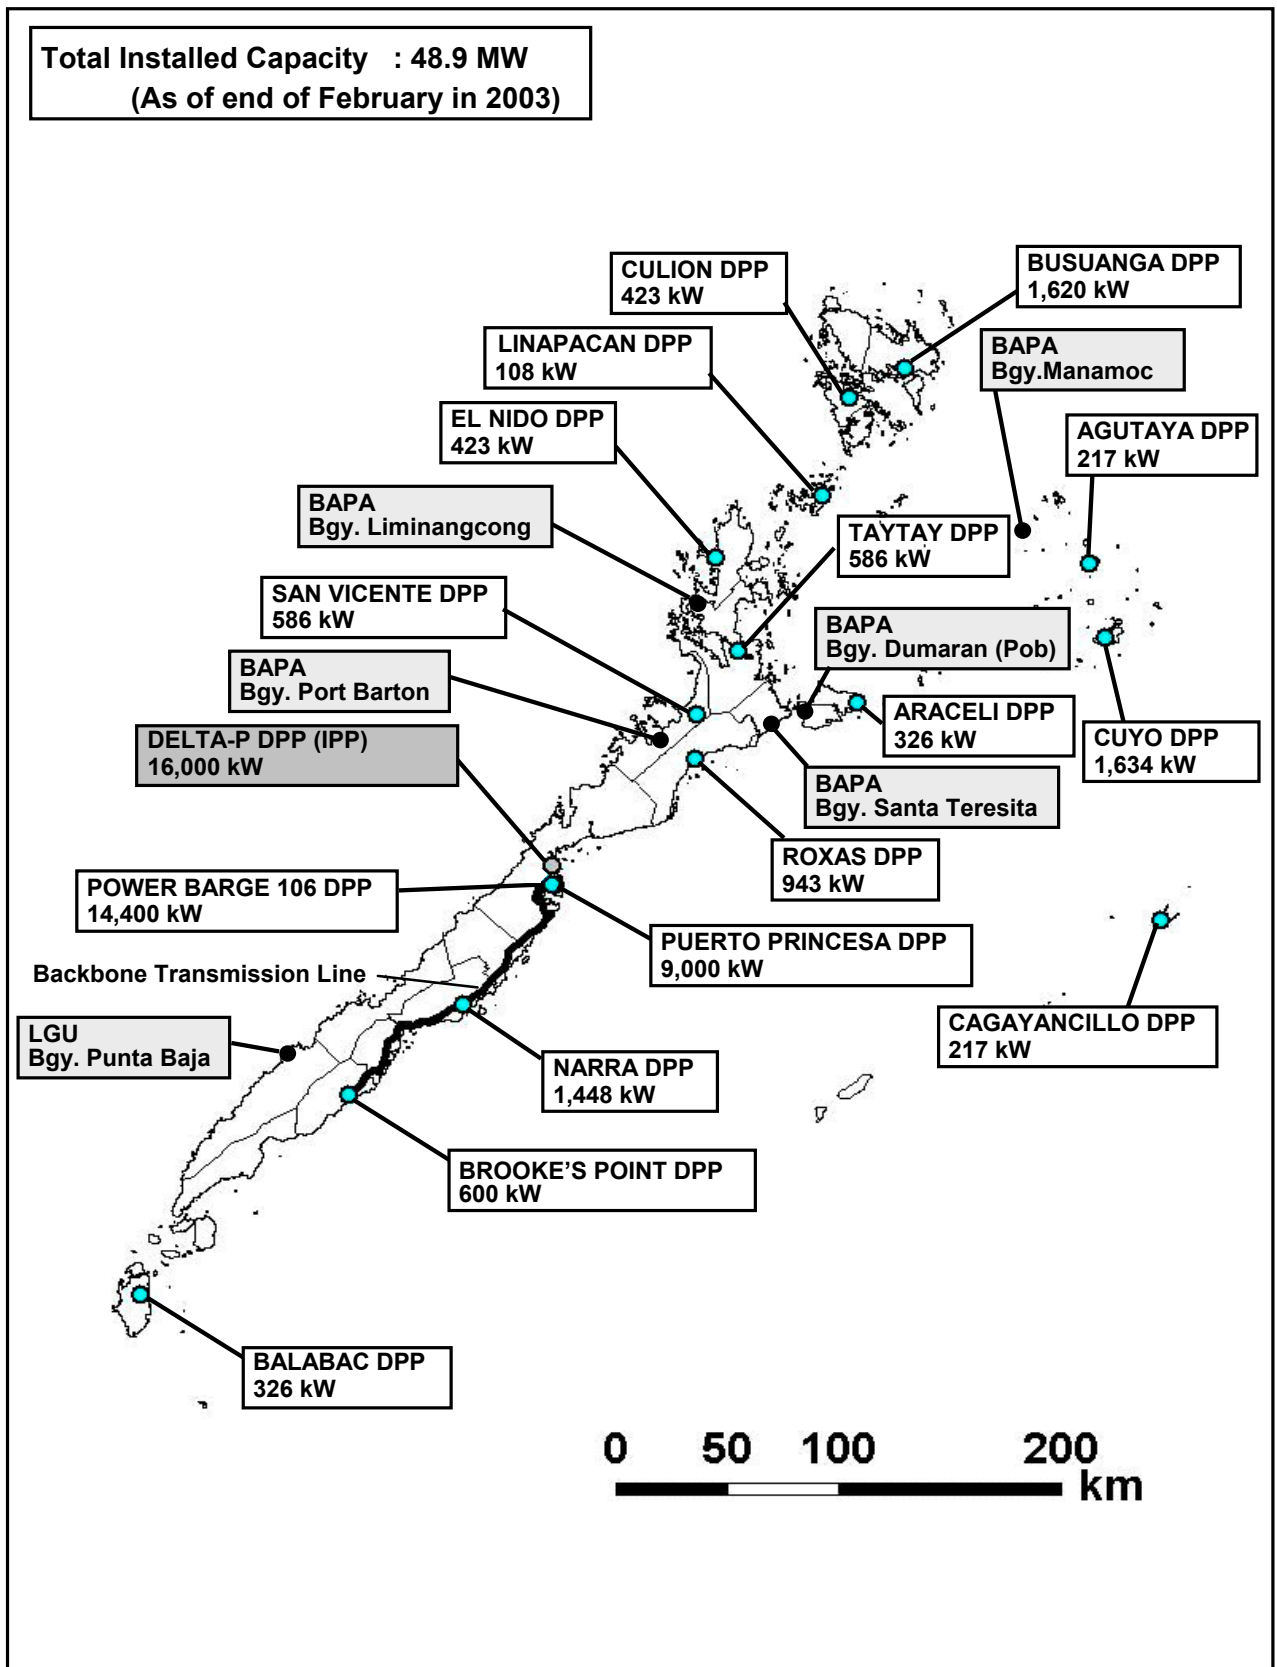 Total Installed Capacity : 48.9 MW
(As of end of February in 2003)
CULION DPP
423 kW
BUSUANGA DPP
1,620 kW
LINAPACAN DPP
108 kW
BAPA
Bgy.Manamoc
EL NIDO DPP
423 kW
AGUTAYA DPP
217 kW
BAPA
Bgy. Liminangcong
TAYTAY DPP
586 kW
SAN VICENTE DPP
586 kW
BAPA
Bgy. Dumaran (Pob)
BAPA
Bgy. Port Barton
ARACELI DPP
326 kW
CUYO DPP
1,634 kW
DELTA-P DPP (IPP)
16,000 kW
BAPA
Bgy. Santa Teresita
ROXAS DPP
943 kW
POWER BARGE 106 DPP
14,400 kW
PUERTO PRINCESA DPP
9,000 kW
Backbone Transmission Line
CAGAYANCILLO DPP
217 kW
LGU
Bgy. Punta Baja
NARRA DPP
1,448 kW
BROOKE'S POINT DPP
600 kW
BALABAC DPP
326 kW
0 50 100 200
km